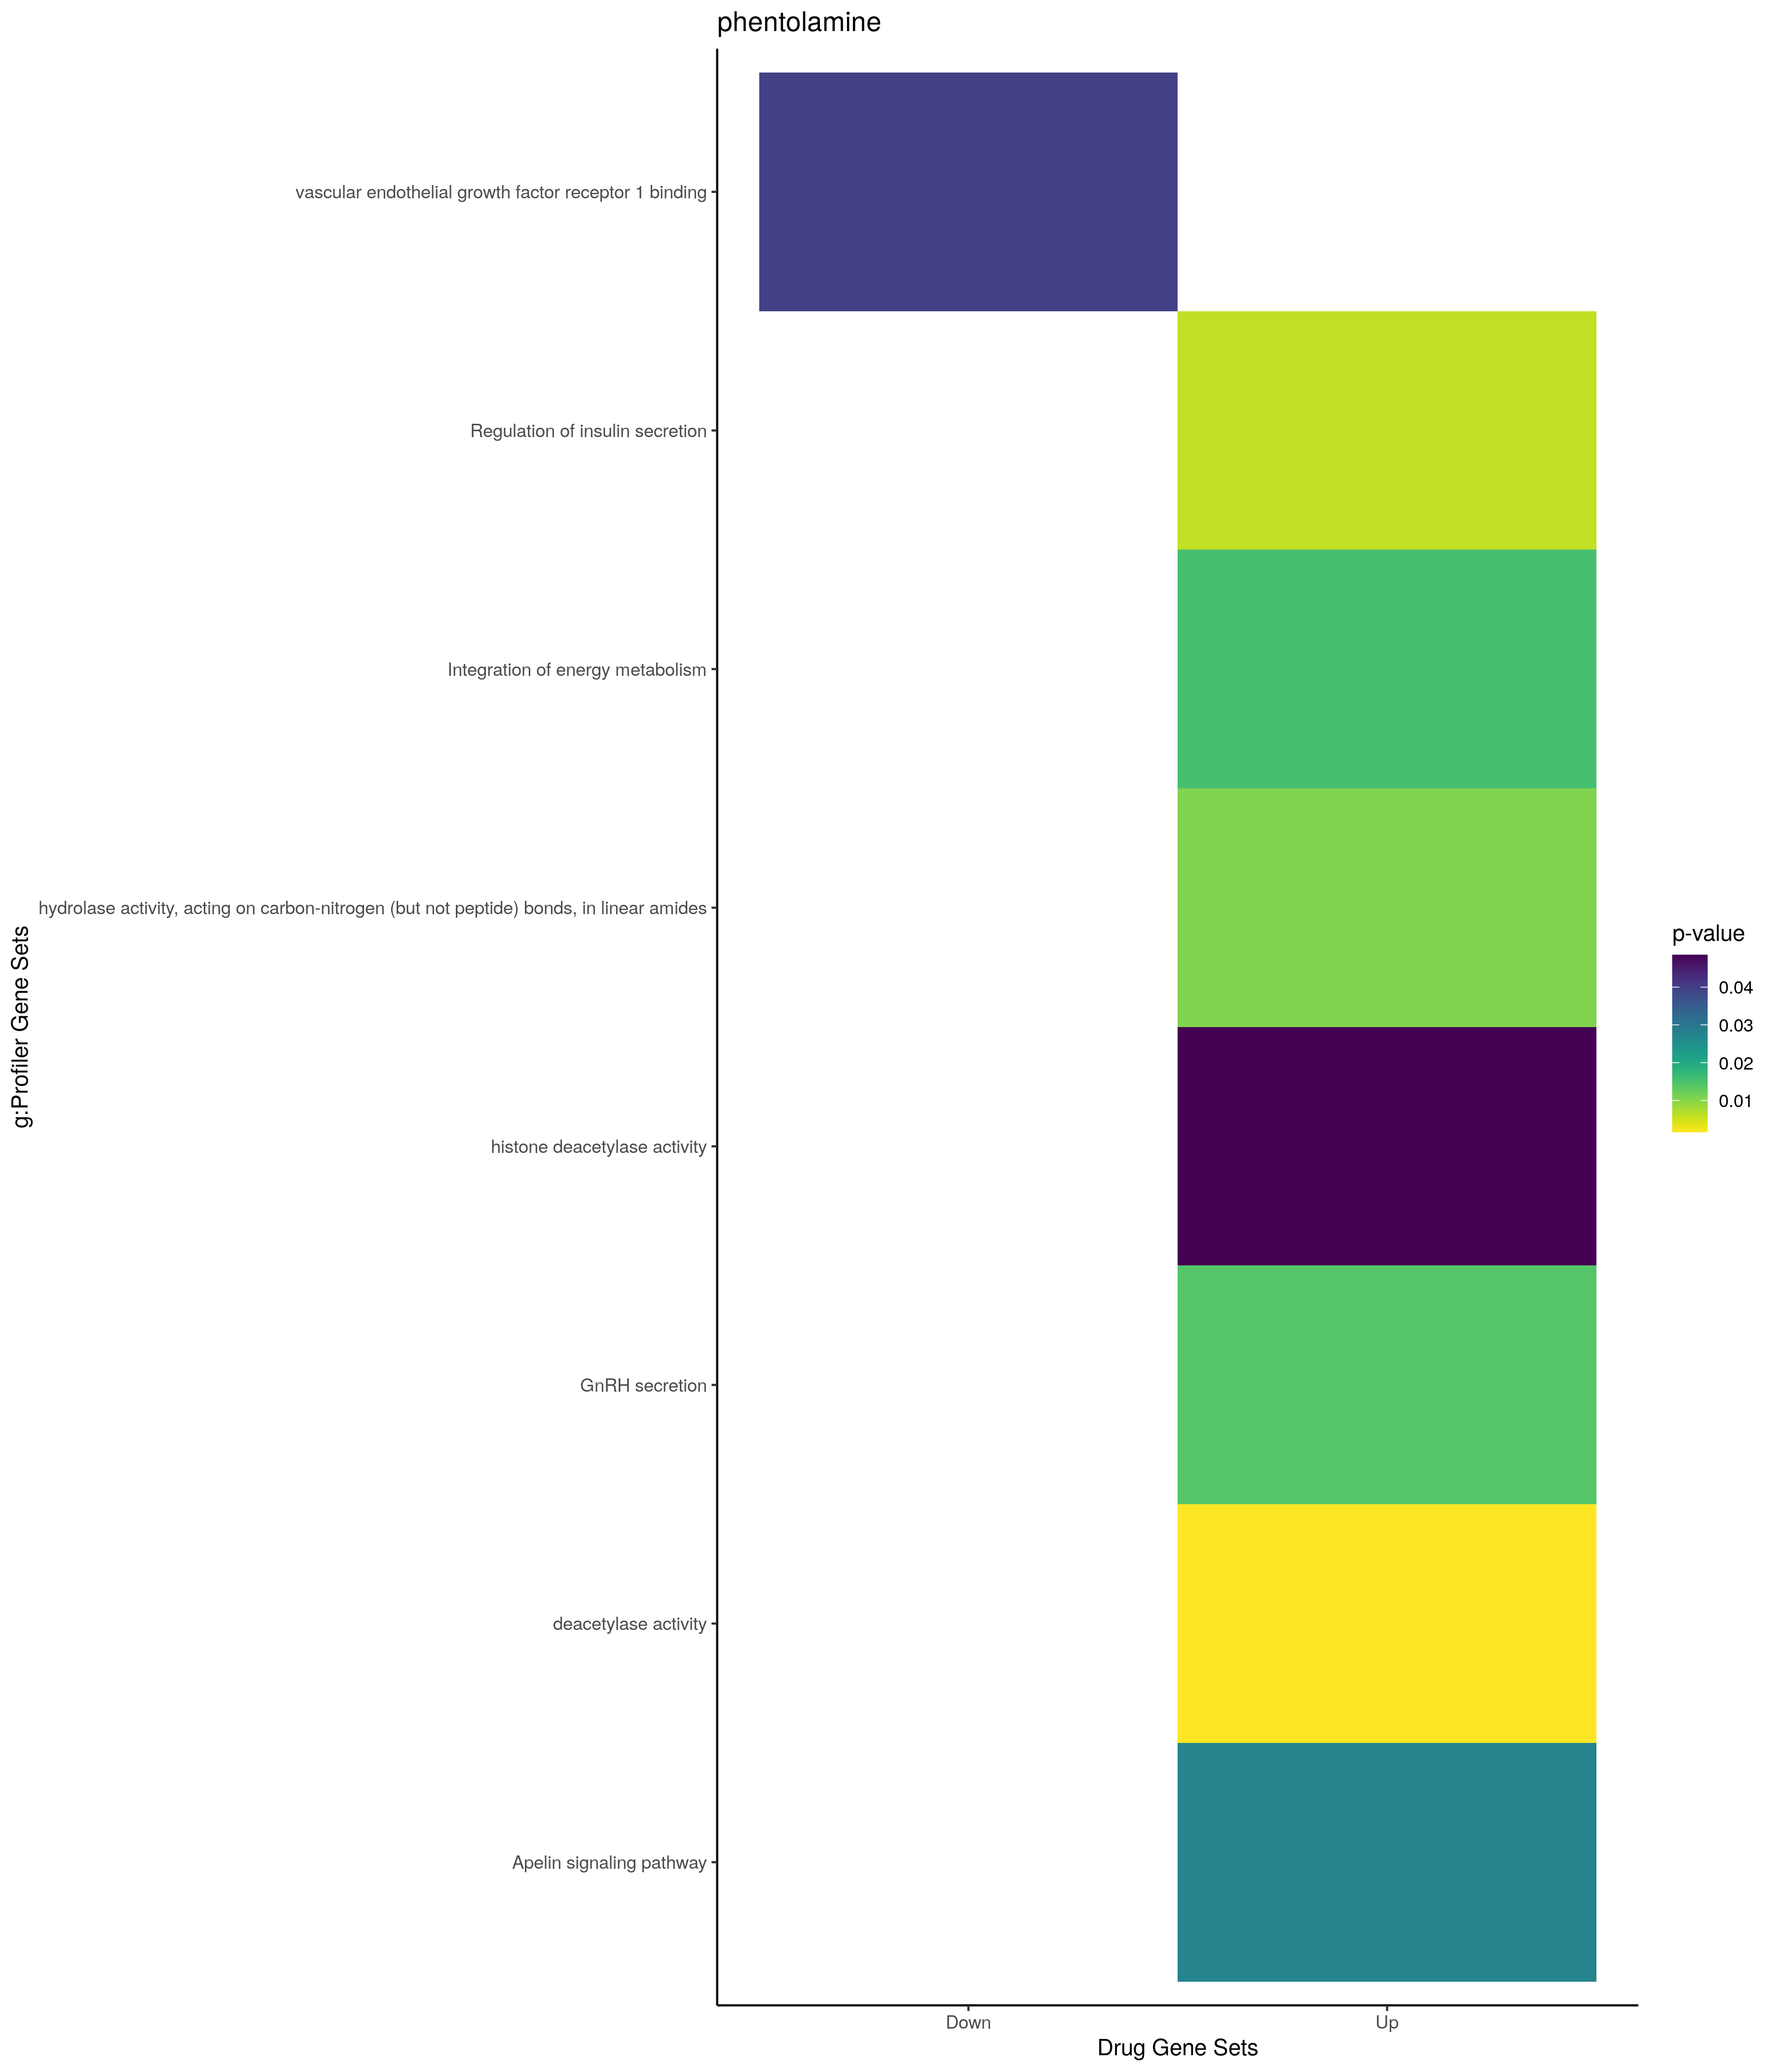 phentolamine
vascular endothelial growth factor receptor 1 binding
Regulation of insulin secretion
Integration of energy metabolism
hydrolase activity, acting on carbon-nitrogen (but not peptide) bonds, in linear amides
histone deacetylase activity
GnRH secretion
deacetylase activity
Apelin signaling pathway
g:Profiler Gene Sets
Down
Up
Drug Gene Sets
p-value
0.04
0.03
0.02
0.01